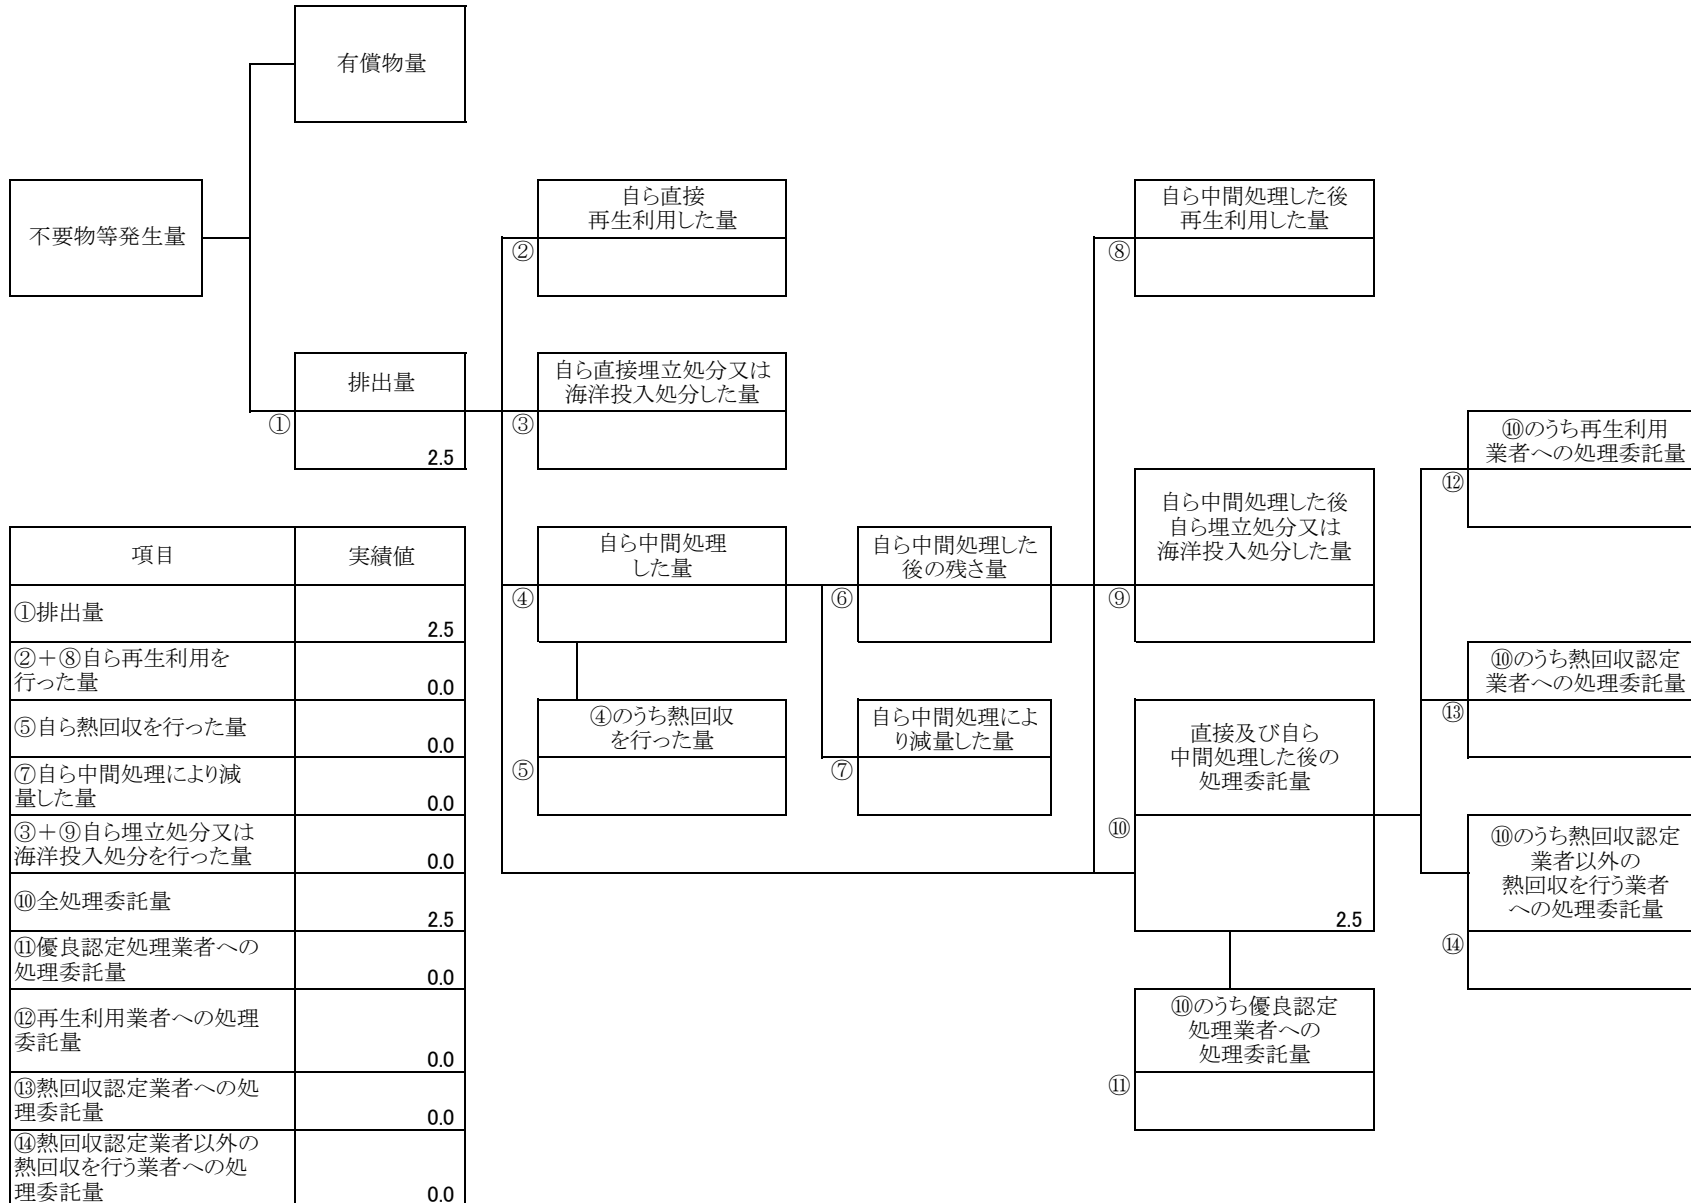 有償物量
不要物等発生量
自ら直接
再生利用した量
②
自ら中間処理した後
再生利用した量
⑧
排出量
①
2.5
自ら直接埋立処分又は
海洋投入処分した量
③
⑩のうち再生利用
業者への処理委託量
⑫
自ら中間処理した後
自ら埋立処分又は
海洋投入処分した量
⑨
自ら中間処理
した量
④
自ら中間処理した
後の残さ量
⑥
④のうち熱回収
を行った量
⑤
自ら中間処理によ
り減量した量
⑦
直接及び自ら
中間処理した後の
処理委託量
⑩
2.5
⑩のうち熱回収認定
業者への処理委託量
⑬
⑩のうち熱回収認定
業者以外の
熱回収を行う業者
への処理委託量
⑭
⑩のうち優良認定
処理業者への
処理委託量
⑪
項目 実績値
①排出量
2.5
②+⑧自ら再生利用を
行った量
0.0
⑤自ら熱回収を行った量
0.0
⑦自ら中間処理により減
量した量
0.0
③+⑨自ら埋立処分又は
海洋投入処分を行った量
0.0
⑩全処理委託量
2.5
⑪優良認定処理業者への
処理委託量
0.0
⑫再生利用業者への処理
委託量
0.0
⑬熱回収認定業者への処
理委託量
0.0
⑭熱回収認定業者以外の
熱回収を行う業者への処
理委託量
0.0